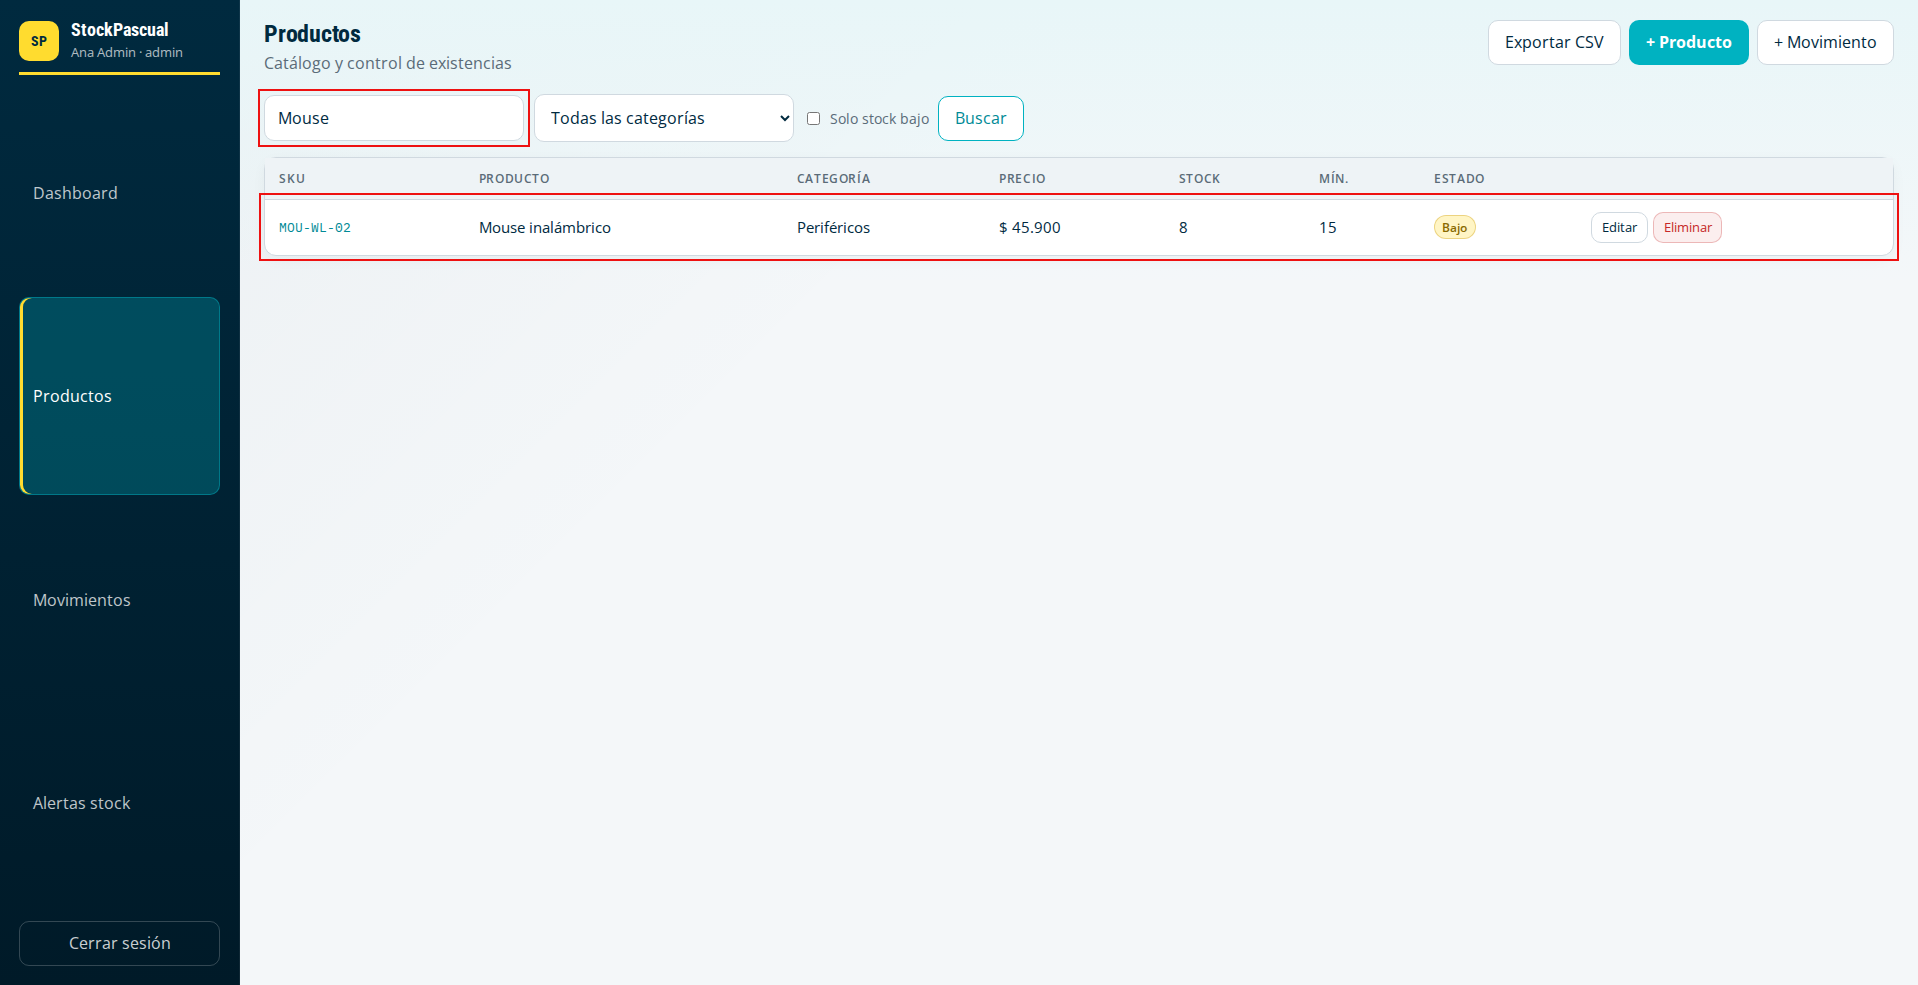 SP
StockPascual
Ana Admin · admin
Dashboard
Productos
Movimientos
Alertas stock
Cerrar sesión
Productos
Catálogo y control de existencias
Exportar CSV
+ Producto
+ Movimiento
Mouse
Todas las categorías
Solo stock bajo
Buscar
SKU PRODUCTO CATEGORÍA PRECIO STOCK MÍN. ESTADO
MOU-WL-02 Mouse inalámbrico Periféricos $ 45.900 8 15 Bajo Editar Eliminar